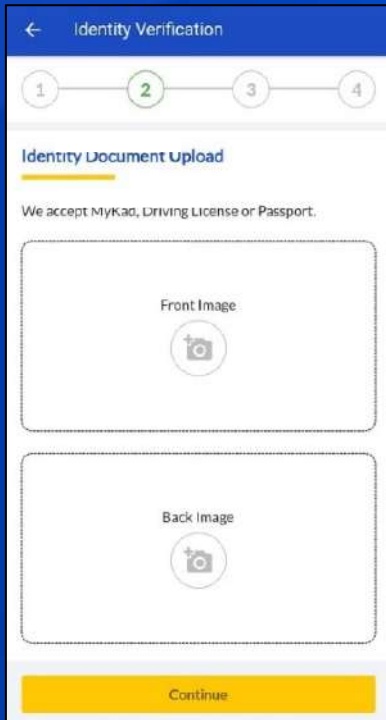 Identity Verification
1 2 3 4
Identity Document Upload
We accept MyKad, Driving License or Passport.
Front Image
Back Image
Continue